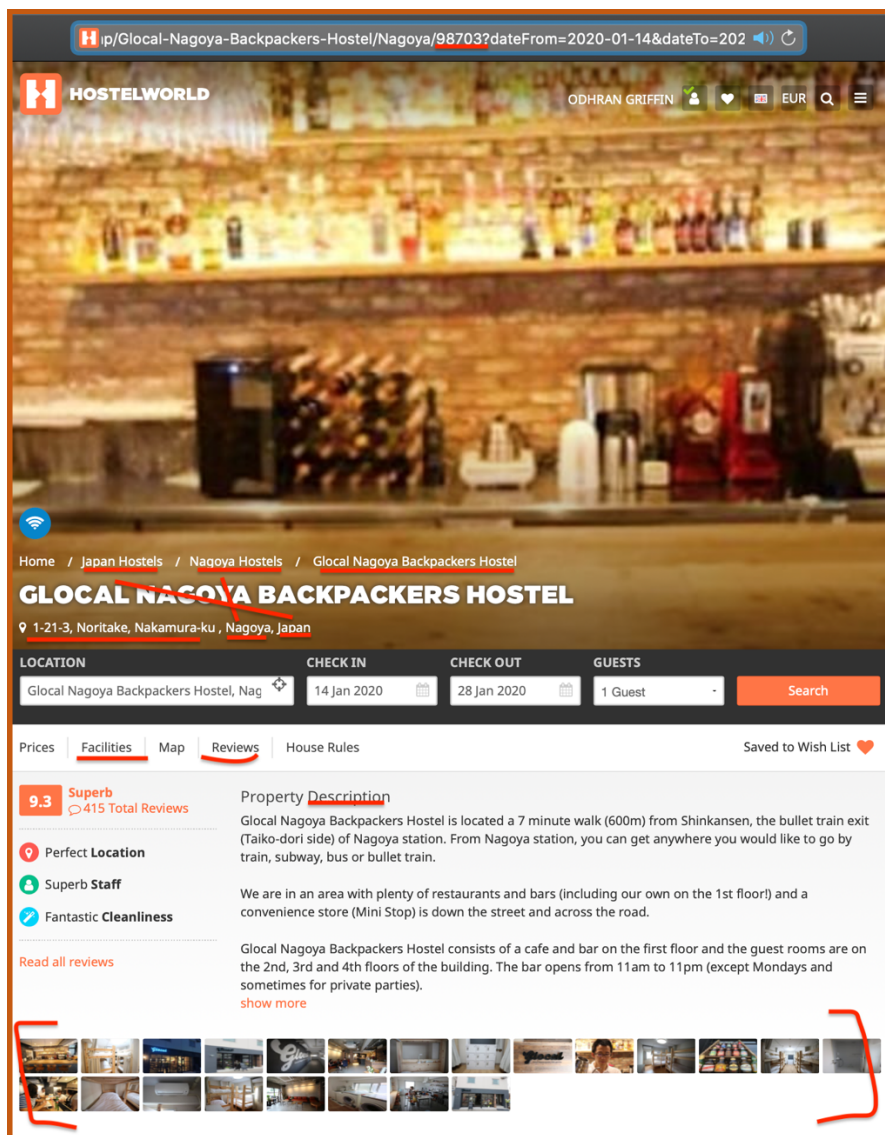 ıp/Glocal-Nagoya-Backpackers-Hostel/Nagoya/98703?dateFrom=2020-01-14&dateTo=202
HOSTELWORLD
ODHRAN GRIFFIN EUR
Home / Japan Hostels / Nagoya Hostels / Glocal Nagoya Backpackers Hostel
GLOCAL NAGOYA BACKPACKERS HOSTEL
1-21-3, Noritake, Nakamura-ku , Nagoya, Japan
LOCATION CHECK IN CHECK OUT GUESTS
Glocal Nagoya Backpackers Hostel, Nag 14 Jan 2020 28 Jan 2020 1 Guest Search
Prices Facilities Map Reviews House Rules Saved to Wish List
9.3 Superb
415 Total Reviews
Perfect Location
Superb Staff
Fantastic Cleanliness
Read all reviews
Property Description
Glocal Nagoya Backpackers Hostel is located a 7 minute walk (600m) from Shinkansen, the bullet train exit
(Taiko-dori side) of Nagoya station. From Nagoya station, you can get anywhere you would like to go by
train, subway, bus or bullet train.
We are in an area with plenty of restaurants and bars (including our own on the 1st floor!) and a
convenience store (Mini Stop) is down the street and across the road.
Glocal Nagoya Backpackers Hostel consists of a cafe and bar on the first floor and the guest rooms are on
the 2nd, 3rd and 4th floors of the building. The bar opens from 11am to 11pm (except Mondays and
sometimes for private parties).
show more
Glocal